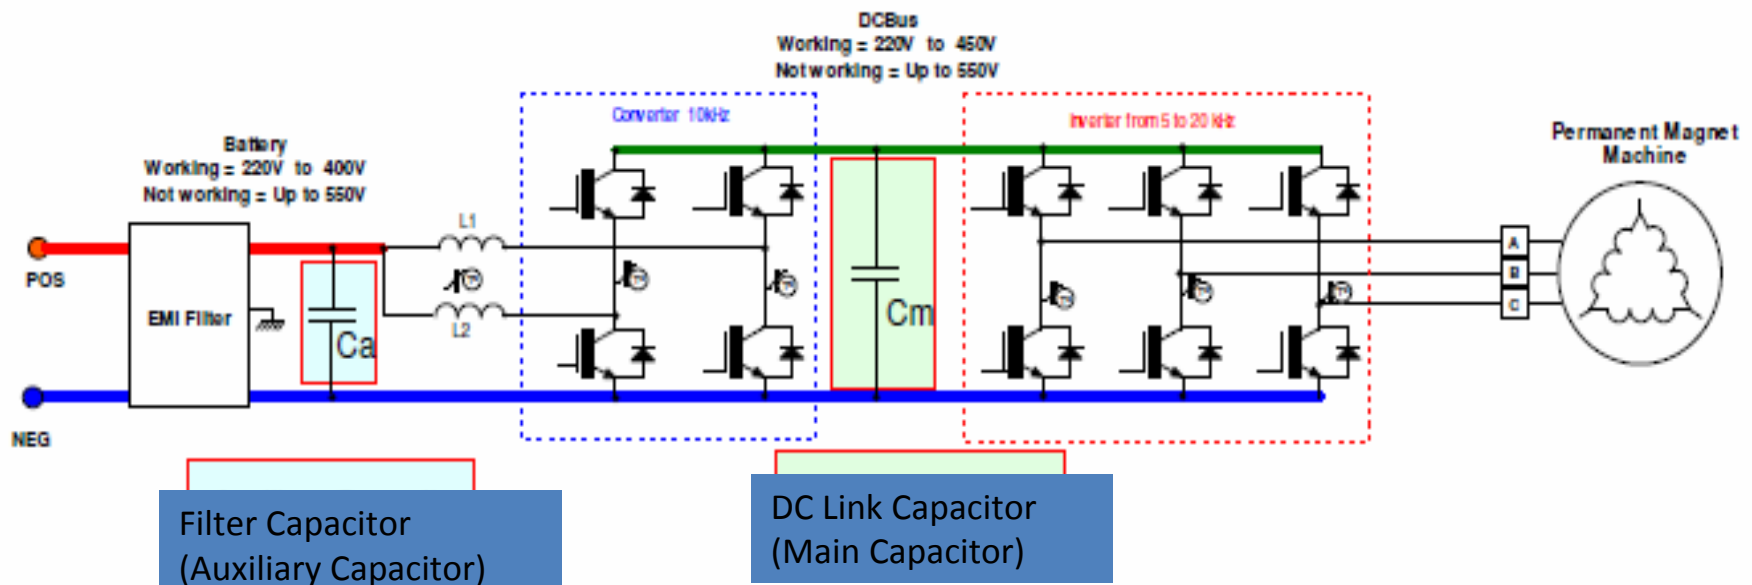 DCBus
Working = 220V to 450V
Not working = Up to 550V
Converter 10kHz
Inverter from 5 to 20 kHz
Battery
Working = 220V to 400V
Not working = Up to 550V
Permanent Magnet
Machine
L1
POS
A
B
C
EMI Filter
Ca
L2
Cm
NEG
Filter Capacitor
(Auxiliary Capacitor)
DC Link Capacitor
(Main Capacitor)